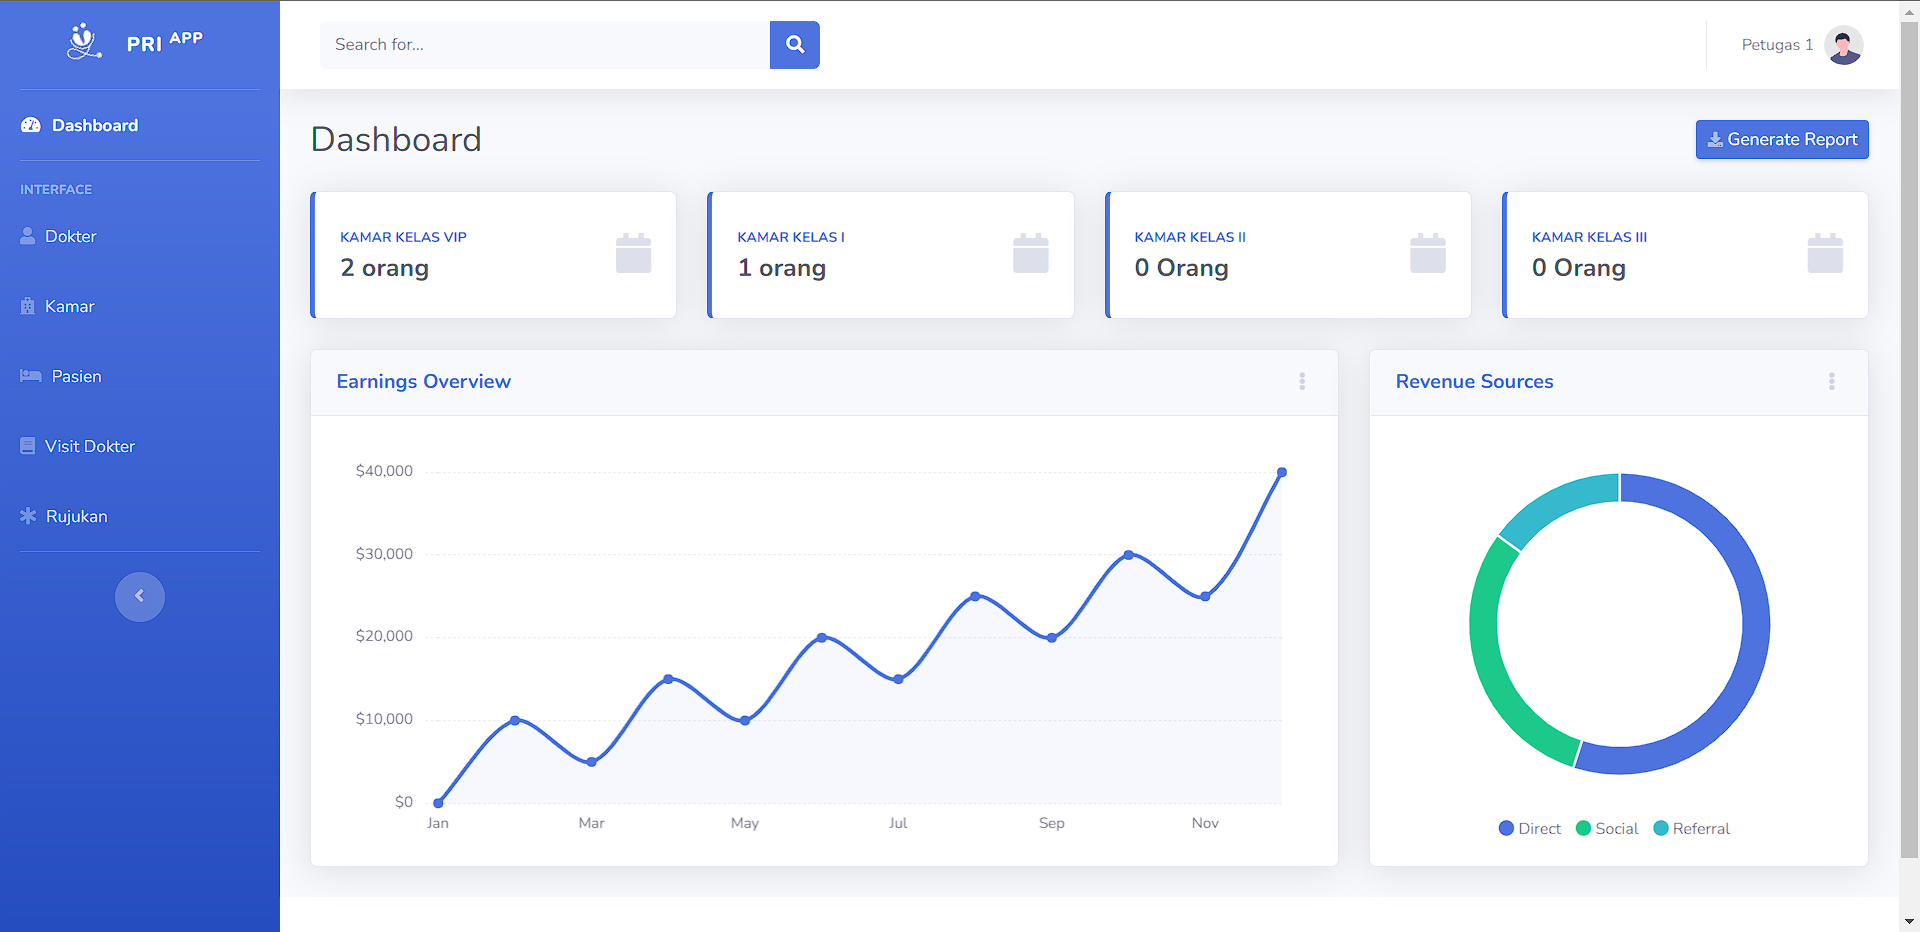 PRI APP
Dashboard
INTERFACE
Dokter
Kamar
Pasien
Visit Dokter
Rujukan
Search for...
Petugas 1
Dashboard
Generate Report
KAMAR KELAS VIP
2 orang
KAMAR KELAS I
1 orang
KAMAR KELAS II
0 Orang
KAMAR KELAS III
0 Orang
Earnings Overview
$40,000
$30,000
$20,000
$10,000
$0
Jan Mar May Jul Sep Nov
Revenue Sources
Direct Social Referral